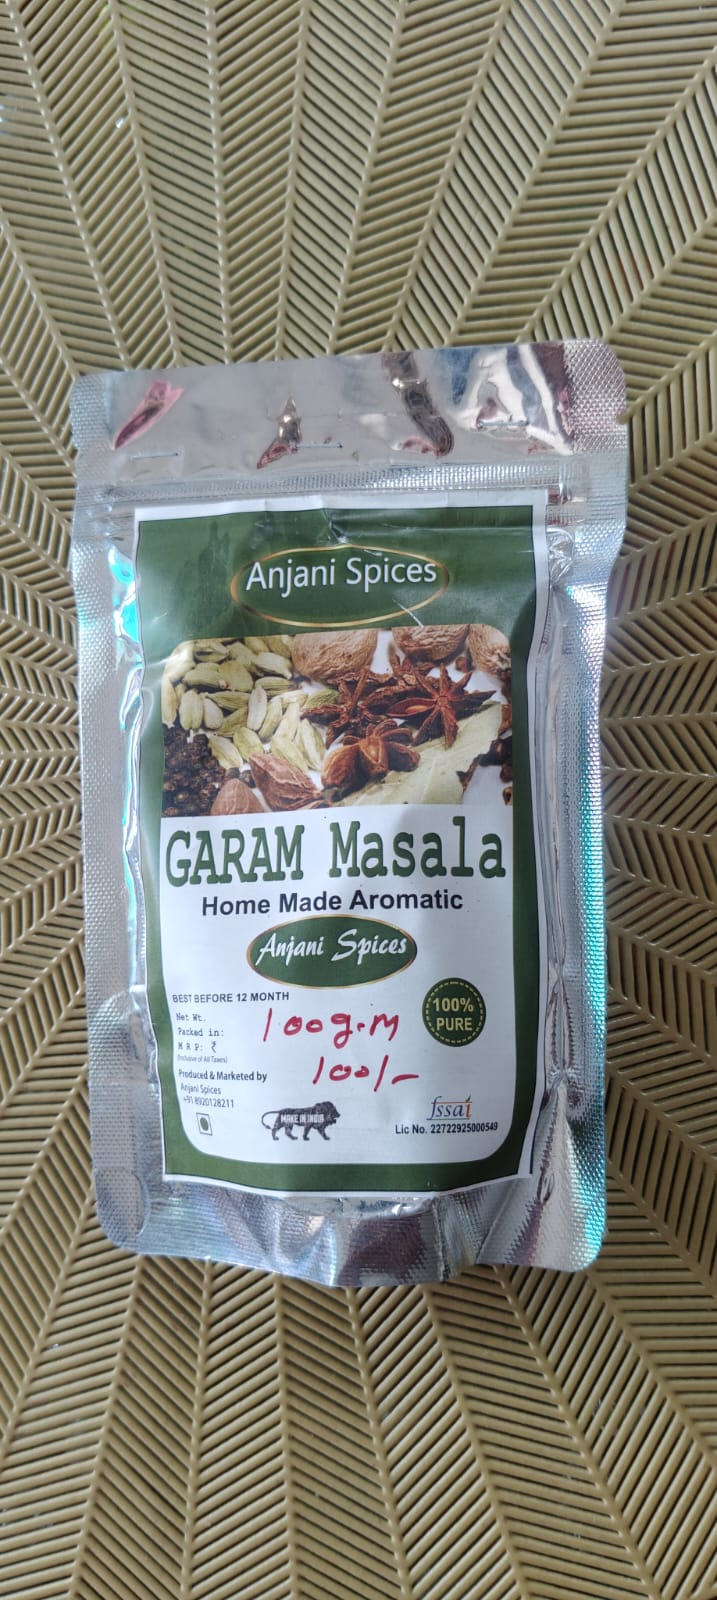 Anjani Spices
GARAM Masala
Home Made Aromatic
Anjani Spices
BEST BEFORE 12 MONTH
Net Wt. 100g.m
Packed in:
M R P: ₹ 100/-
(Inclusive of All Taxes)
100%
PURE
Produced & Marketed by
Anjani Spices
+91 8920128211
MAKE IN INDIA
fssai
Lic No. 22722925000549